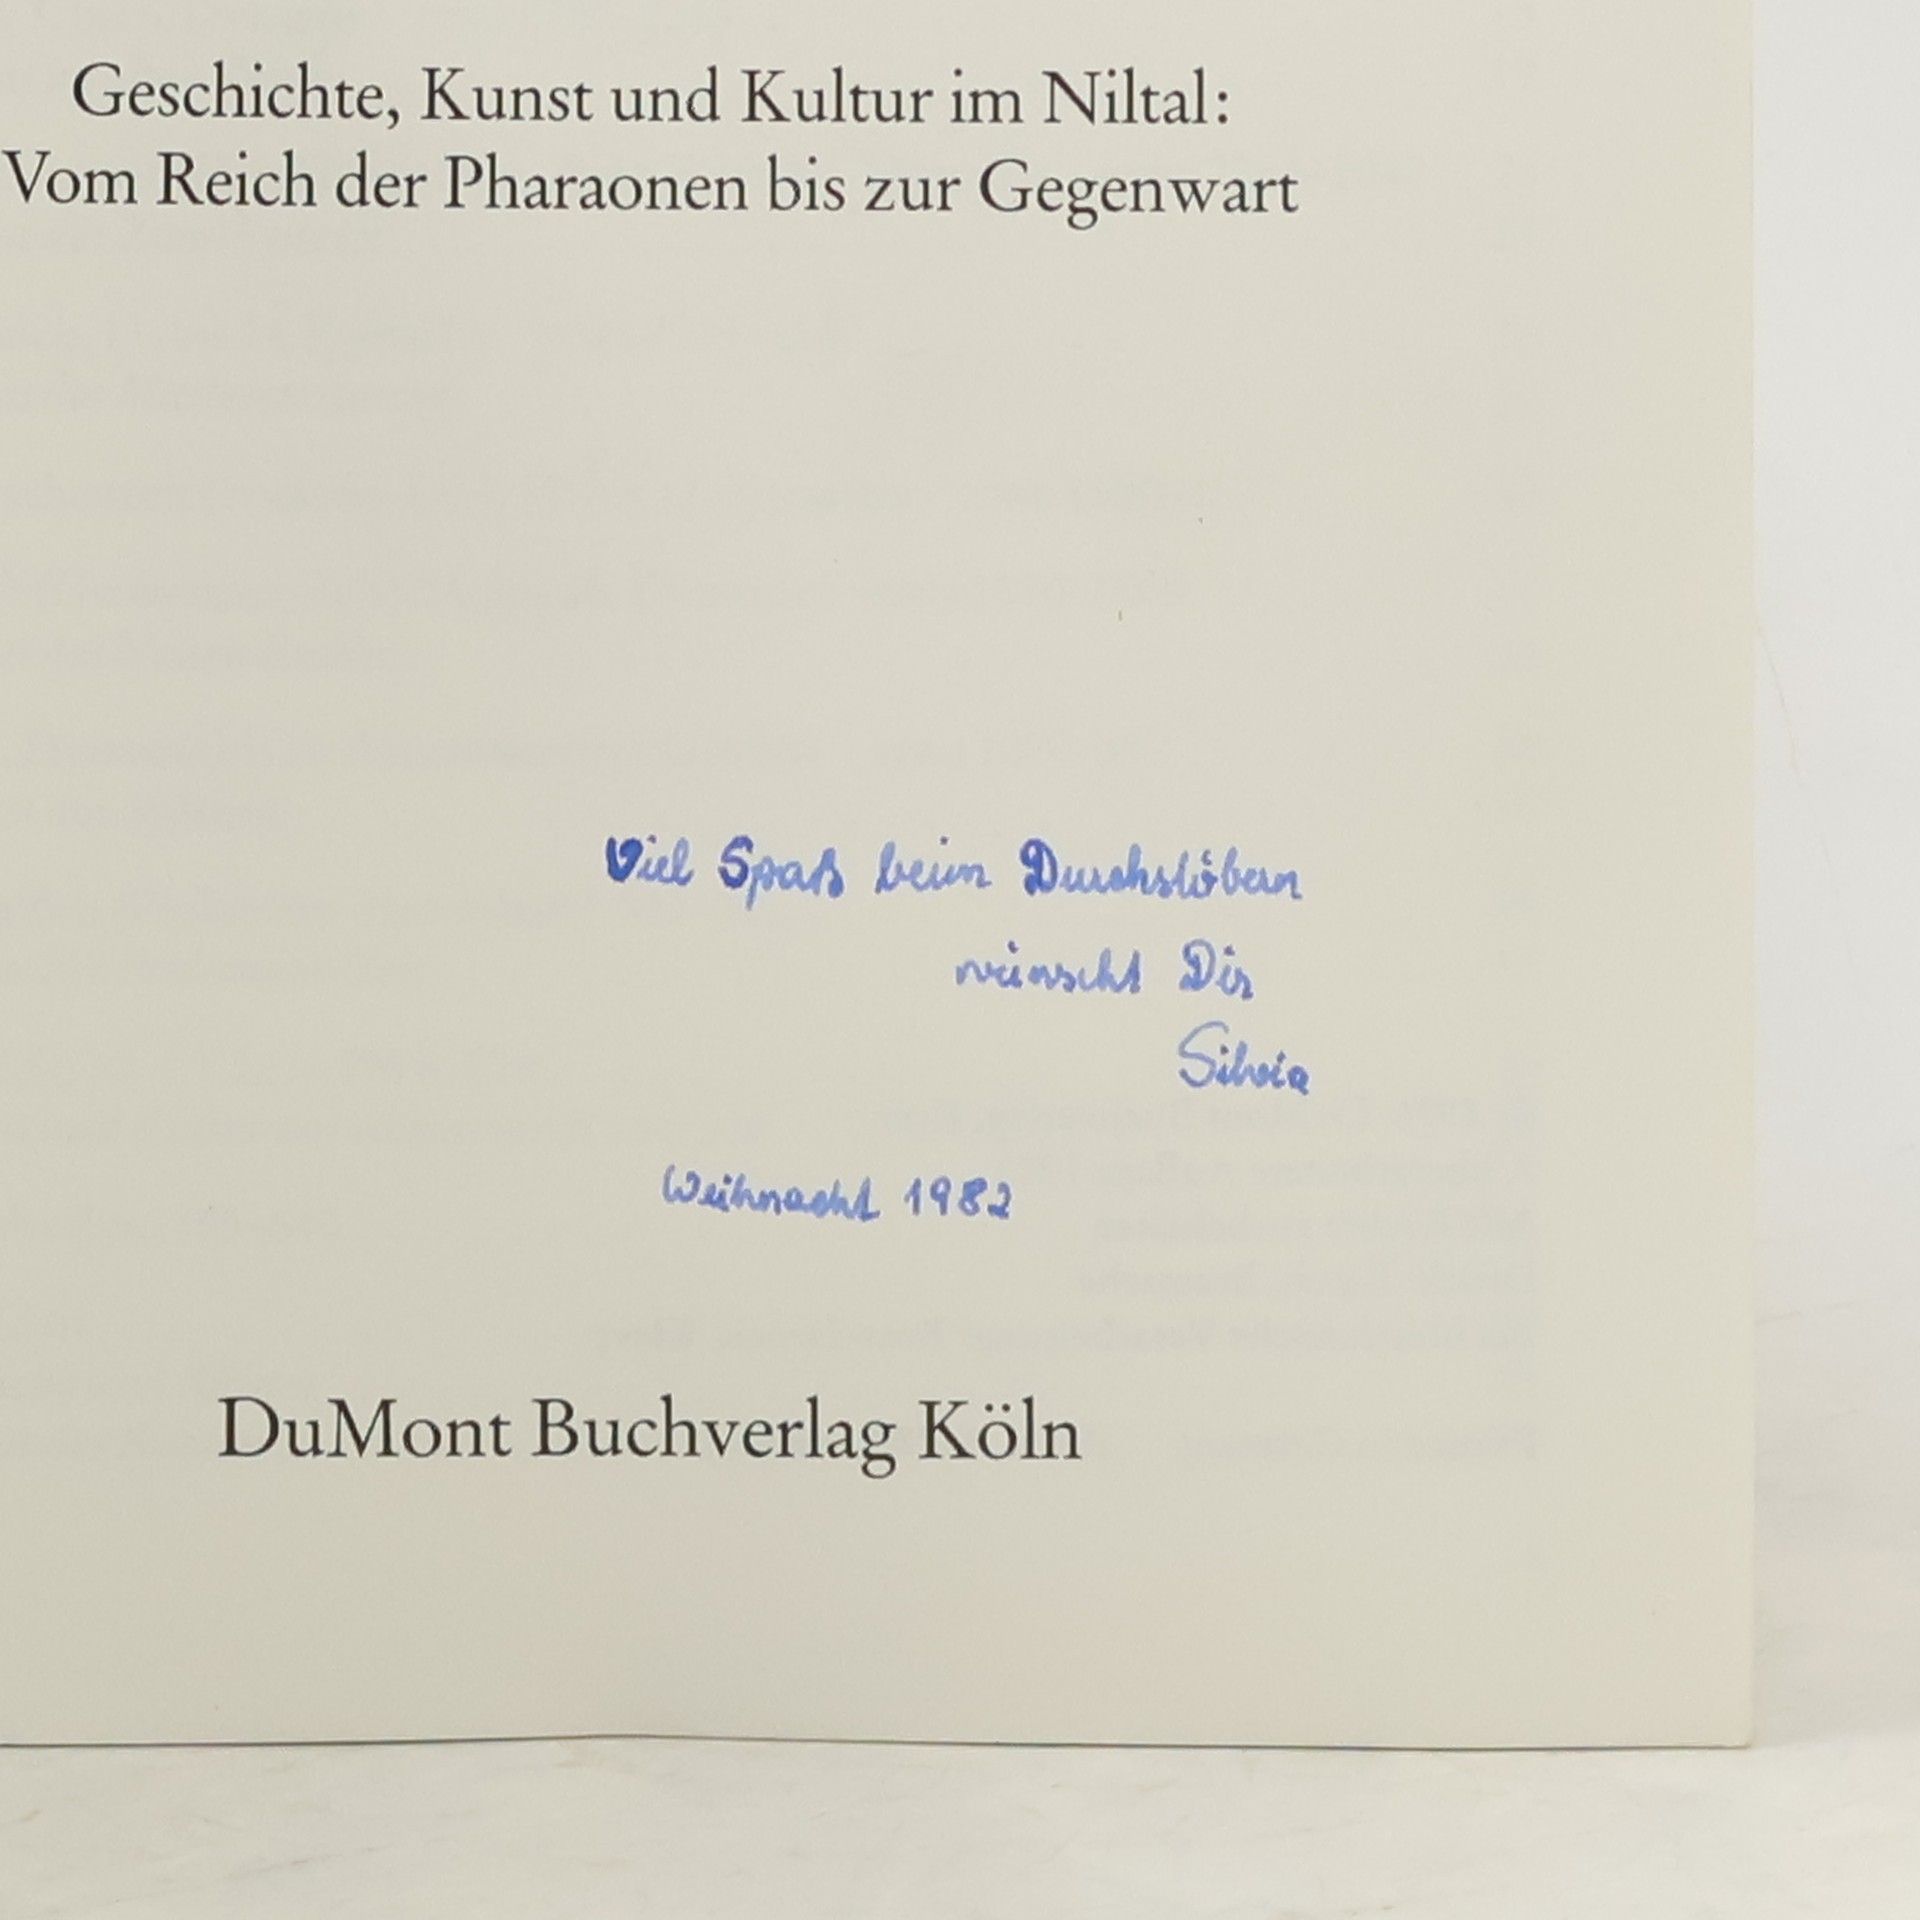 Geschichte, Kunst und Kultur im Niltal:
Vom Reich der Pharaonen bis zur Gegenwart
Viel Spaß beim Durchstöbern
wünscht Dir
Silvia
Weihnacht 1982
DuMont Buchverlag Köln